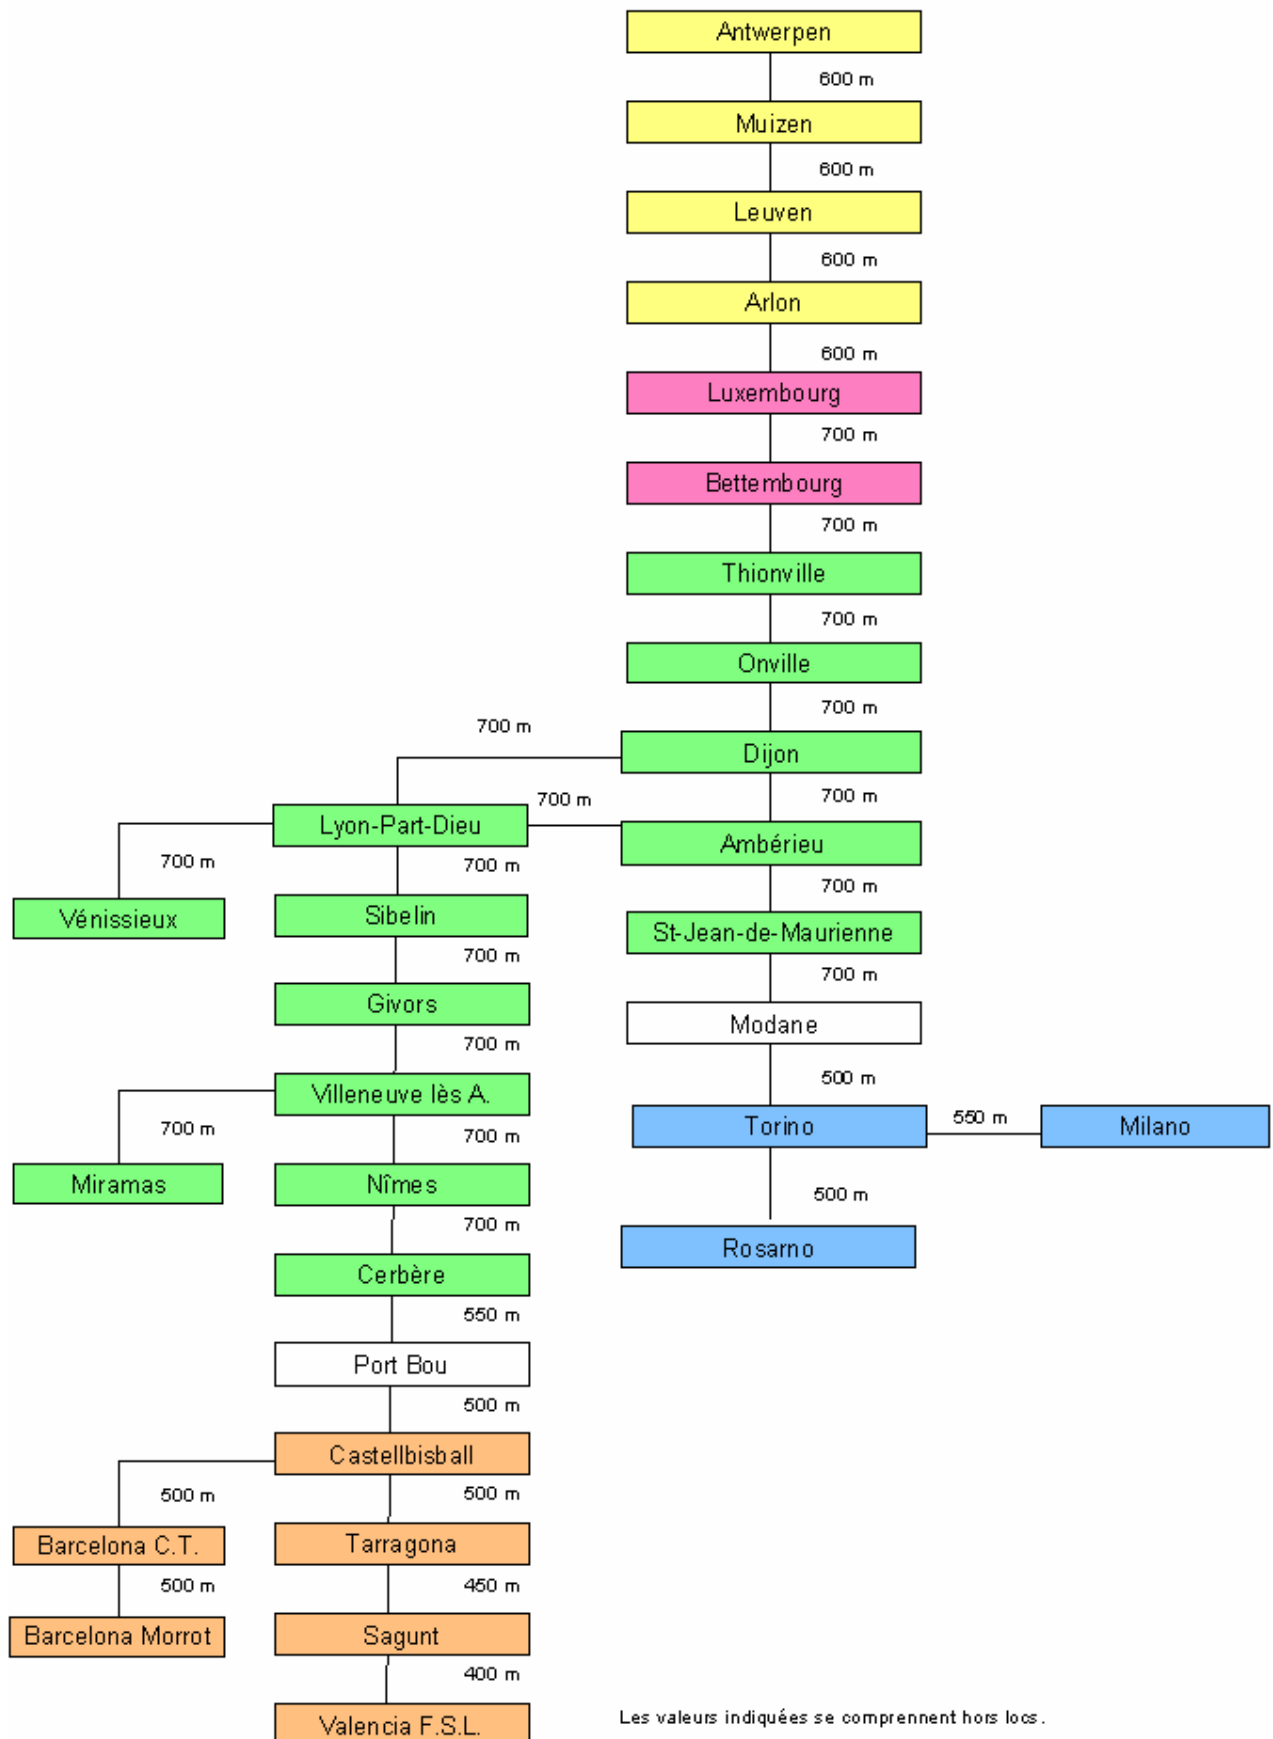 Antwerpen
600 m
Muizen
600 m
Leuven
600 m
Arlon
600 m
Luxembourg
700 m
Bettembourg
700 m
Thionville
700 m
Onville
700 m
700 m
Dijon
700 m
700 m
Lyon-Part-Dieu
Ambérieu
700 m
700 m
700 m
Vénissieux
Sibelin
St-Jean-de-Maurienne
700 m
700 m
Givors
Modane
700 m
500 m
Villeneuve lès A.
Torino
550 m
Milano
700 m
700 m
Miramas
Nîmes
500 m
700 m
Rosarno
Cerbère
550 m
Port Bou
500 m
Castellbisball
500 m
500 m
Barcelona C.T.
Tarragona
500 m
450 m
Barcelona Morrot
Sagunt
400 m
Valencia F.S.L.
Les valeurs indiquées se comprennent hors locs.